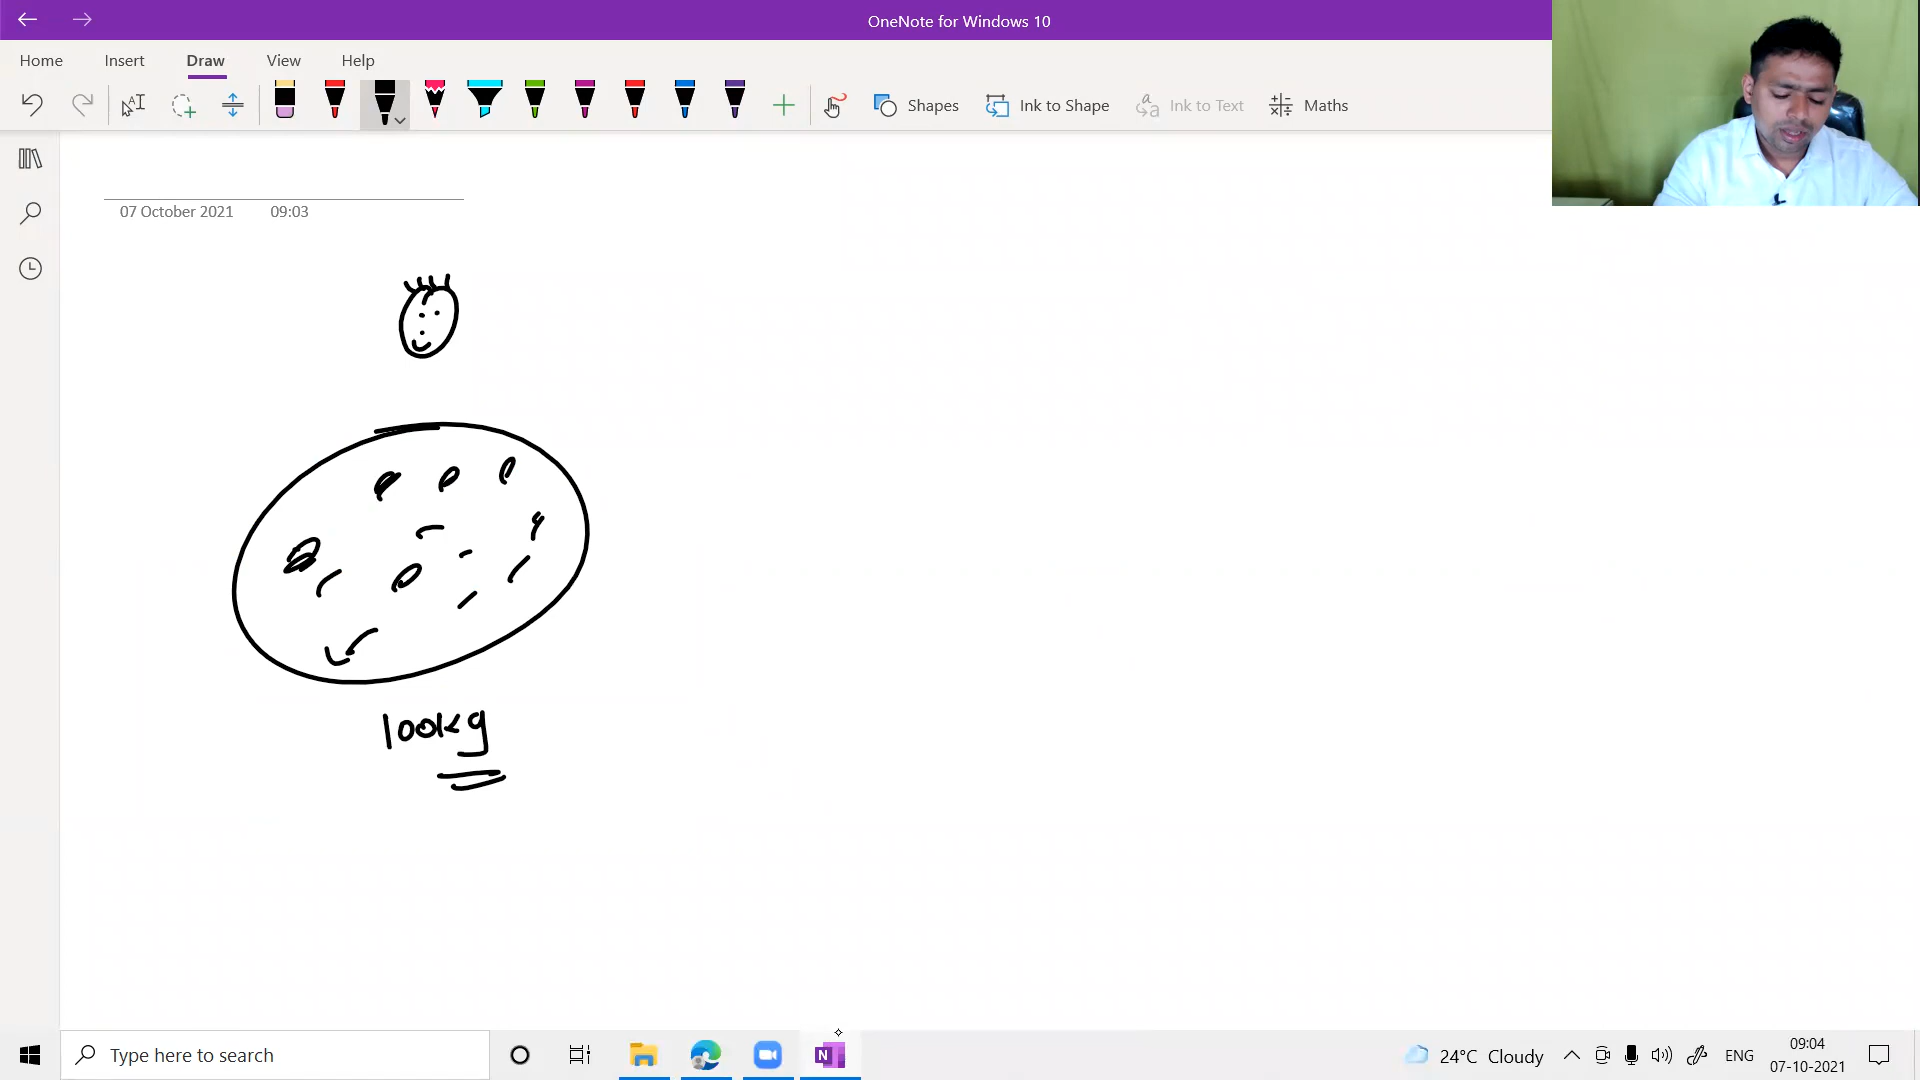 OneNote for Windows 10
Home Insert Draw View Help
Shapes Ink to Shape Ink to Text Maths
07 October 2021 09:03
100kg
Type here to search
24°C Cloudy ENG 09:04
07-10-2021